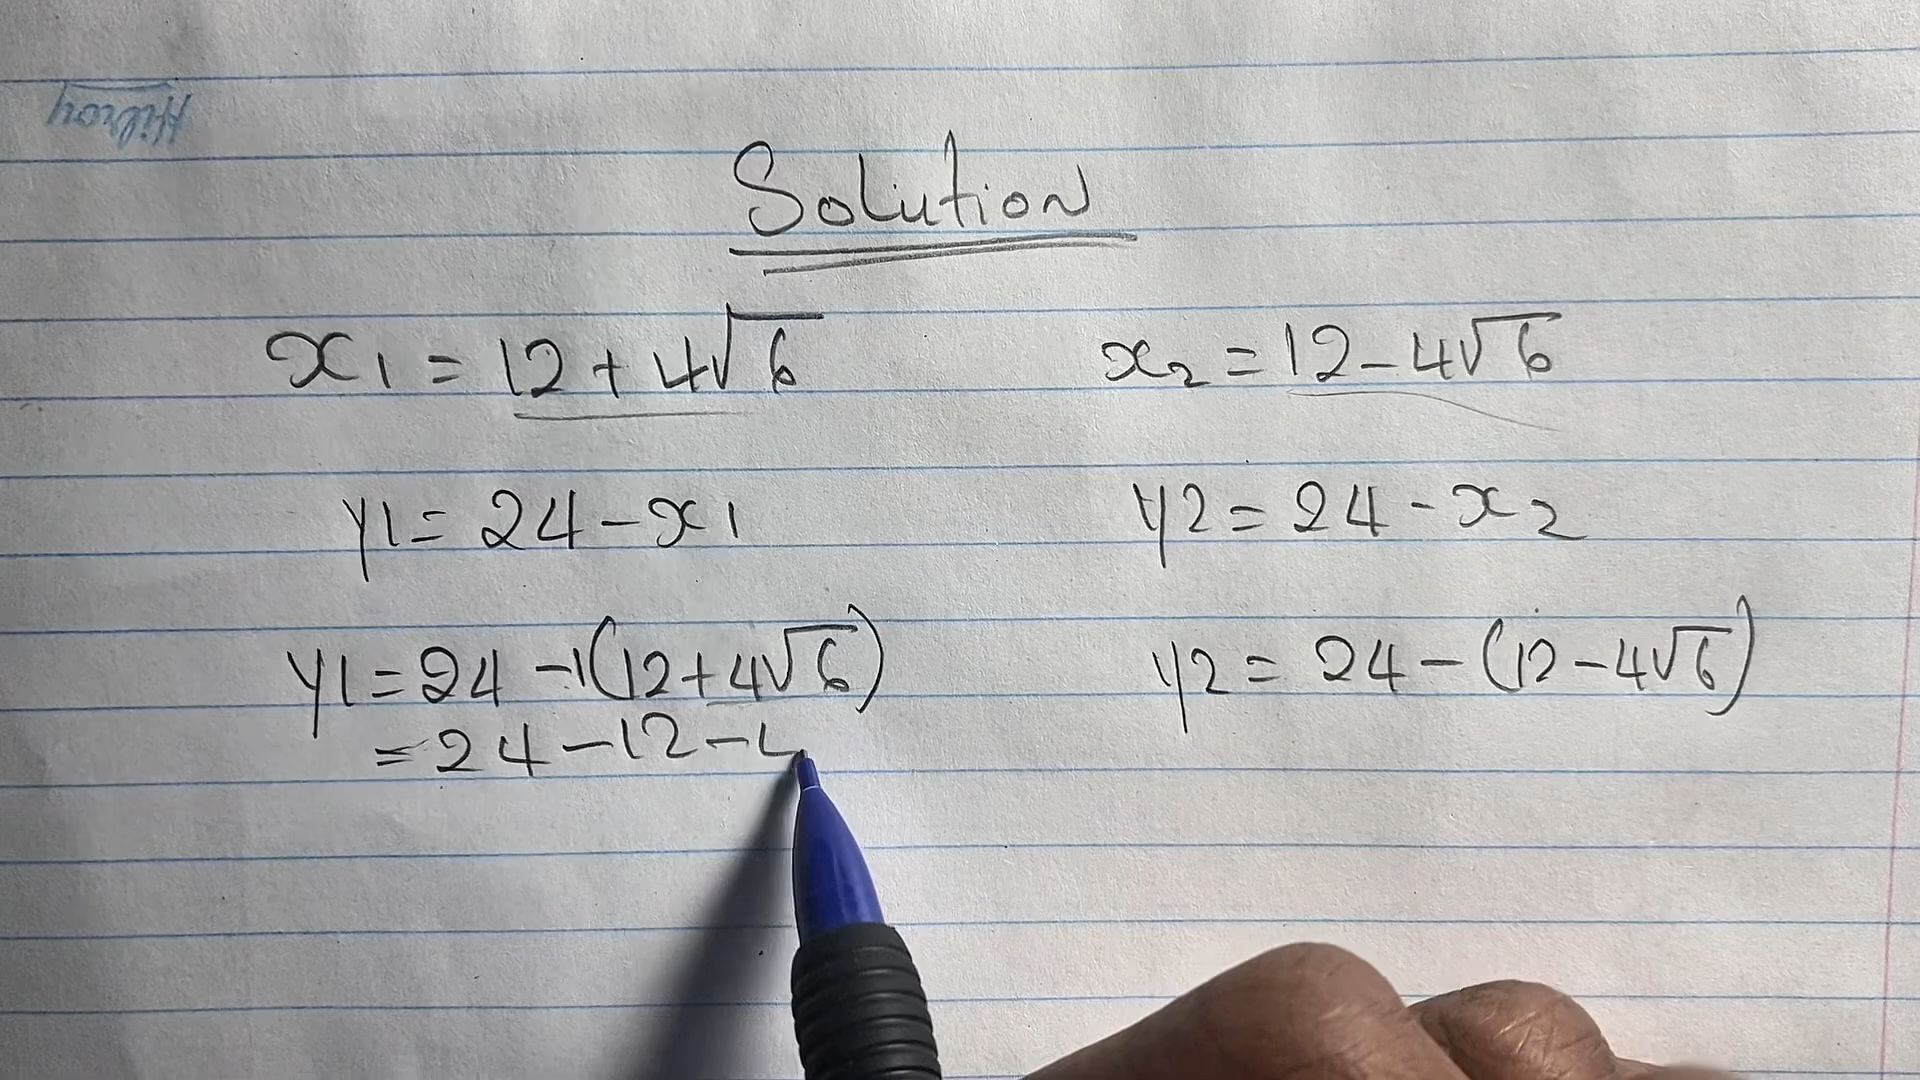 Hilroy
Solution
x₁ = 12 + 4√6
x₂ = 12 - 4√6
y1 = 24 - x1
y2 = 24 - x₂
y1 = 24 -1(12 + 4√6)
y2 = 24 - (12 - 4√6)
= 24 - 12 - 4